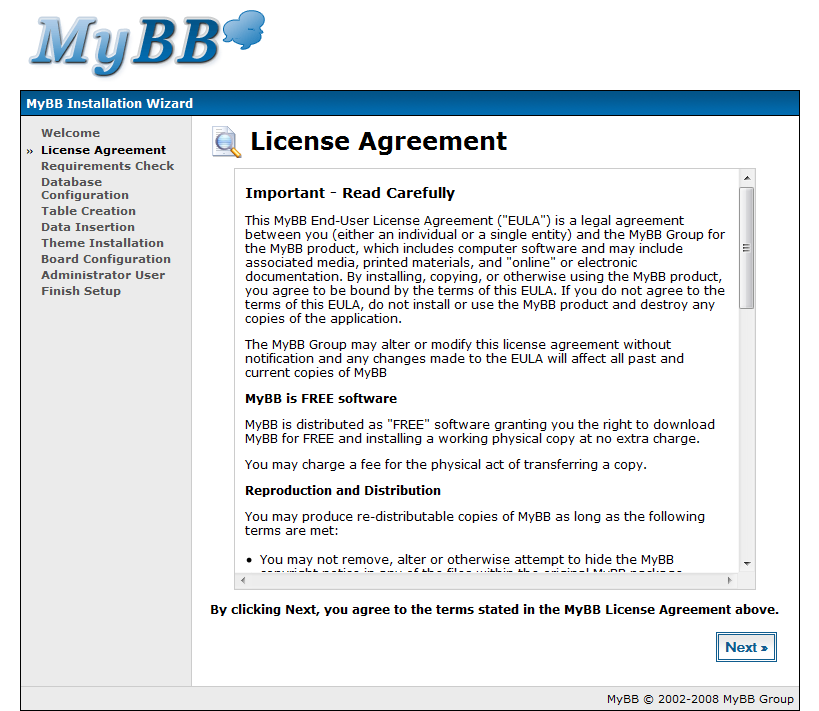 MyBB
MyBB Installation Wizard
Welcome
» License Agreement
Requirements Check
Database
Configuration
Table Creation
Data Insertion
Theme Installation
Board Configuration
Administrator User
Finish Setup
License Agreement
Important - Read Carefully
This MyBB End-User License Agreement ("EULA") is a legal agreement
between you (either an individual or a single entity) and the MyBB Group for
the MyBB product, which includes computer software and may include
associated media, printed materials, and "online" or electronic
documentation. By installing, copying, or otherwise using the MyBB product,
you agree to be bound by the terms of this EULA. If you do not agree to the
terms of this EULA, do not install or use the MyBB product and destroy any
copies of the application.
The MyBB Group may alter or modify this license agreement without
notification and any changes made to the EULA will affect all past and
current copies of MyBB
MyBB is FREE software
MyBB is distributed as "FREE" software granting you the right to download
MyBB for FREE and installing a working physical copy at no extra charge.
You may charge a fee for the physical act of transferring a copy.
Reproduction and Distribution
You may produce re-distributable copies of MyBB as long as the following
terms are met:
• You may not remove, alter or otherwise attempt to hide the MyBB
copyright notice in any of the files within the original MyBB package
By clicking Next, you agree to the terms stated in the MyBB License Agreement above.
Next »
MyBB © 2002-2008 MyBB Group